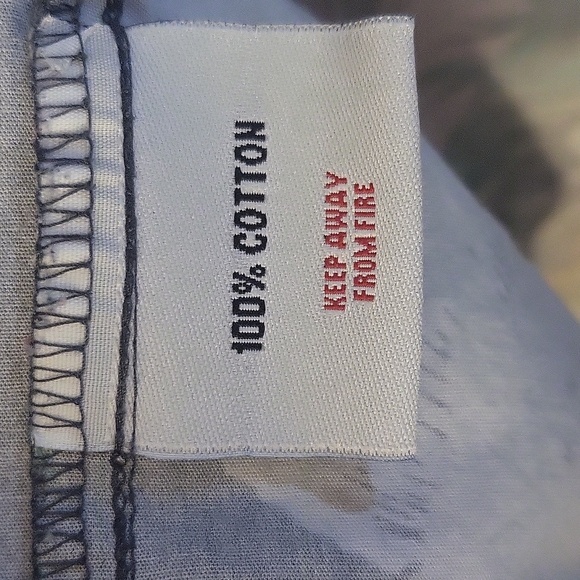 100% COTTON
KEEP AWAY
FROM FIRE